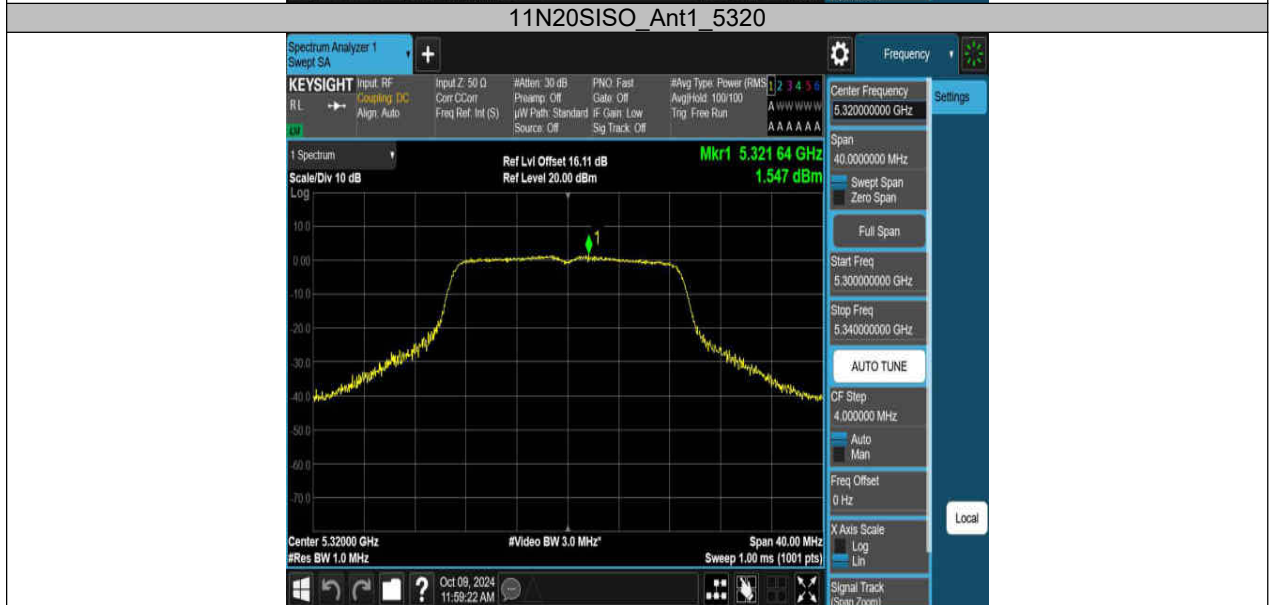 11N20SISO_Ant1_5320
Spectrum Analyzer 1
Swept SA
+
Frequency
KEYSIGHT
RL
Input: RF
Coupling: DC
Align: Auto
Input Z: 50 Ω
Corr CCorr
Freq Ref: Int (S)
#Atten: 30 dB
Preamp: Off
µW Path: Standard
Source: Off
PNO: Fast
Gate: Off
IF Gain: Low
Sig Track: Off
#Avg Type: Power (RMS
Avg|Hold: 100/100
Trig: Free Run
1 2 3 4 5 6
A W W W W W
A A A A A A
1 Spectrum
Scale/Div 10 dB
Log
Ref Lvl Offset 16.11 dB
Ref Level 20.00 dBm
Mkr1 5.321 64 GHz
1.547 dBm
10.0
0.00
-10.0
-20.0
-30.0
-40.0
-50.0
-60.0
-70.0
1
Center 5.32000 GHz
#Res BW 1.0 MHz
#Video BW 3.0 MHz*
Span 40.00 MHz
Sweep 1.00 ms (1001 pts)
Center Frequency
5.320000000 GHz
Settings
Span
40.0000000 MHz
Swept Span
Zero Span
Full Span
Start Freq
5.300000000 GHz
Stop Freq
5.340000000 GHz
AUTO TUNE
CF Step
4.000000 MHz
Auto
Man
Freq Offset
0 Hz
X Axis Scale
Log
Lin
Local
Signal Track
(Span Zoom)
?
Oct 09, 2024
11:59:22 AM